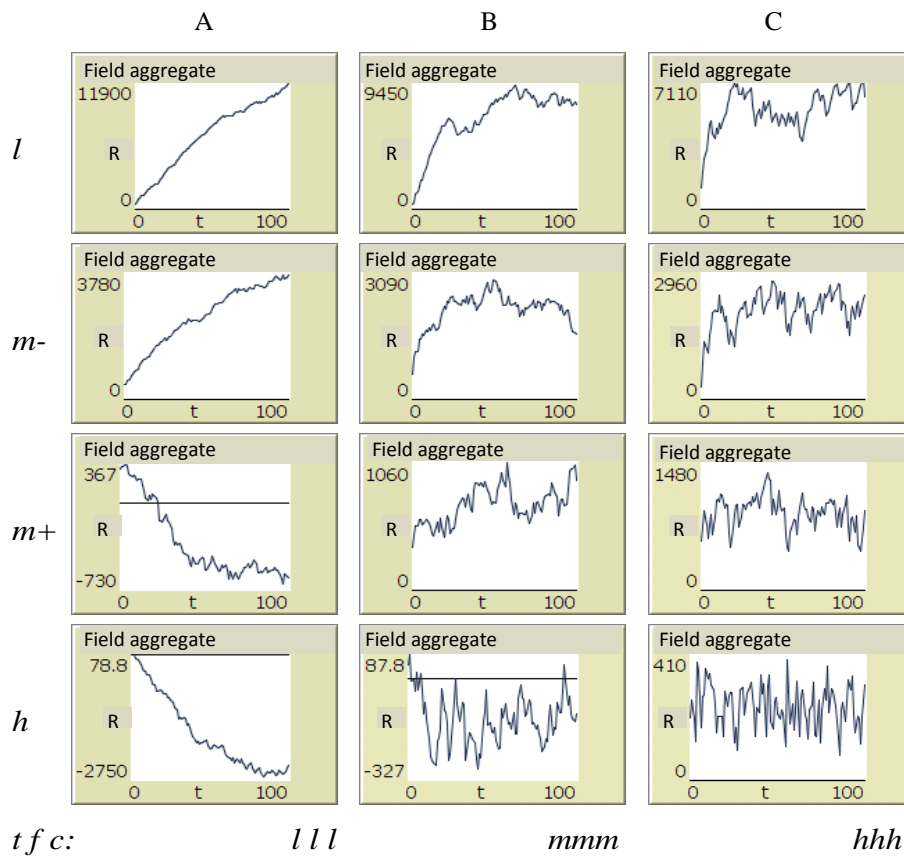 A B C
Field aggregate Field aggregate Field aggregate
11900 9450 7110
l R R R
0 0 0
0 t 100 0 t 100 0 t 100
Field aggregate Field aggregate Field aggregate
3780 3090 2960
m- R R R
0 0 0
0 t 100 0 t 100 0 t 100
Field aggregate Field aggregate Field aggregate
367 1060 1480
m+ R R R
-730 0 0
0 t 100 0 t 100 0 t 100
Field aggregate Field aggregate Field aggregate
78.8 87.8 410
h R R R
-2750 -327 0
0 t 100 0 t 100 0 t 100
t f c: l l l mmm hhh